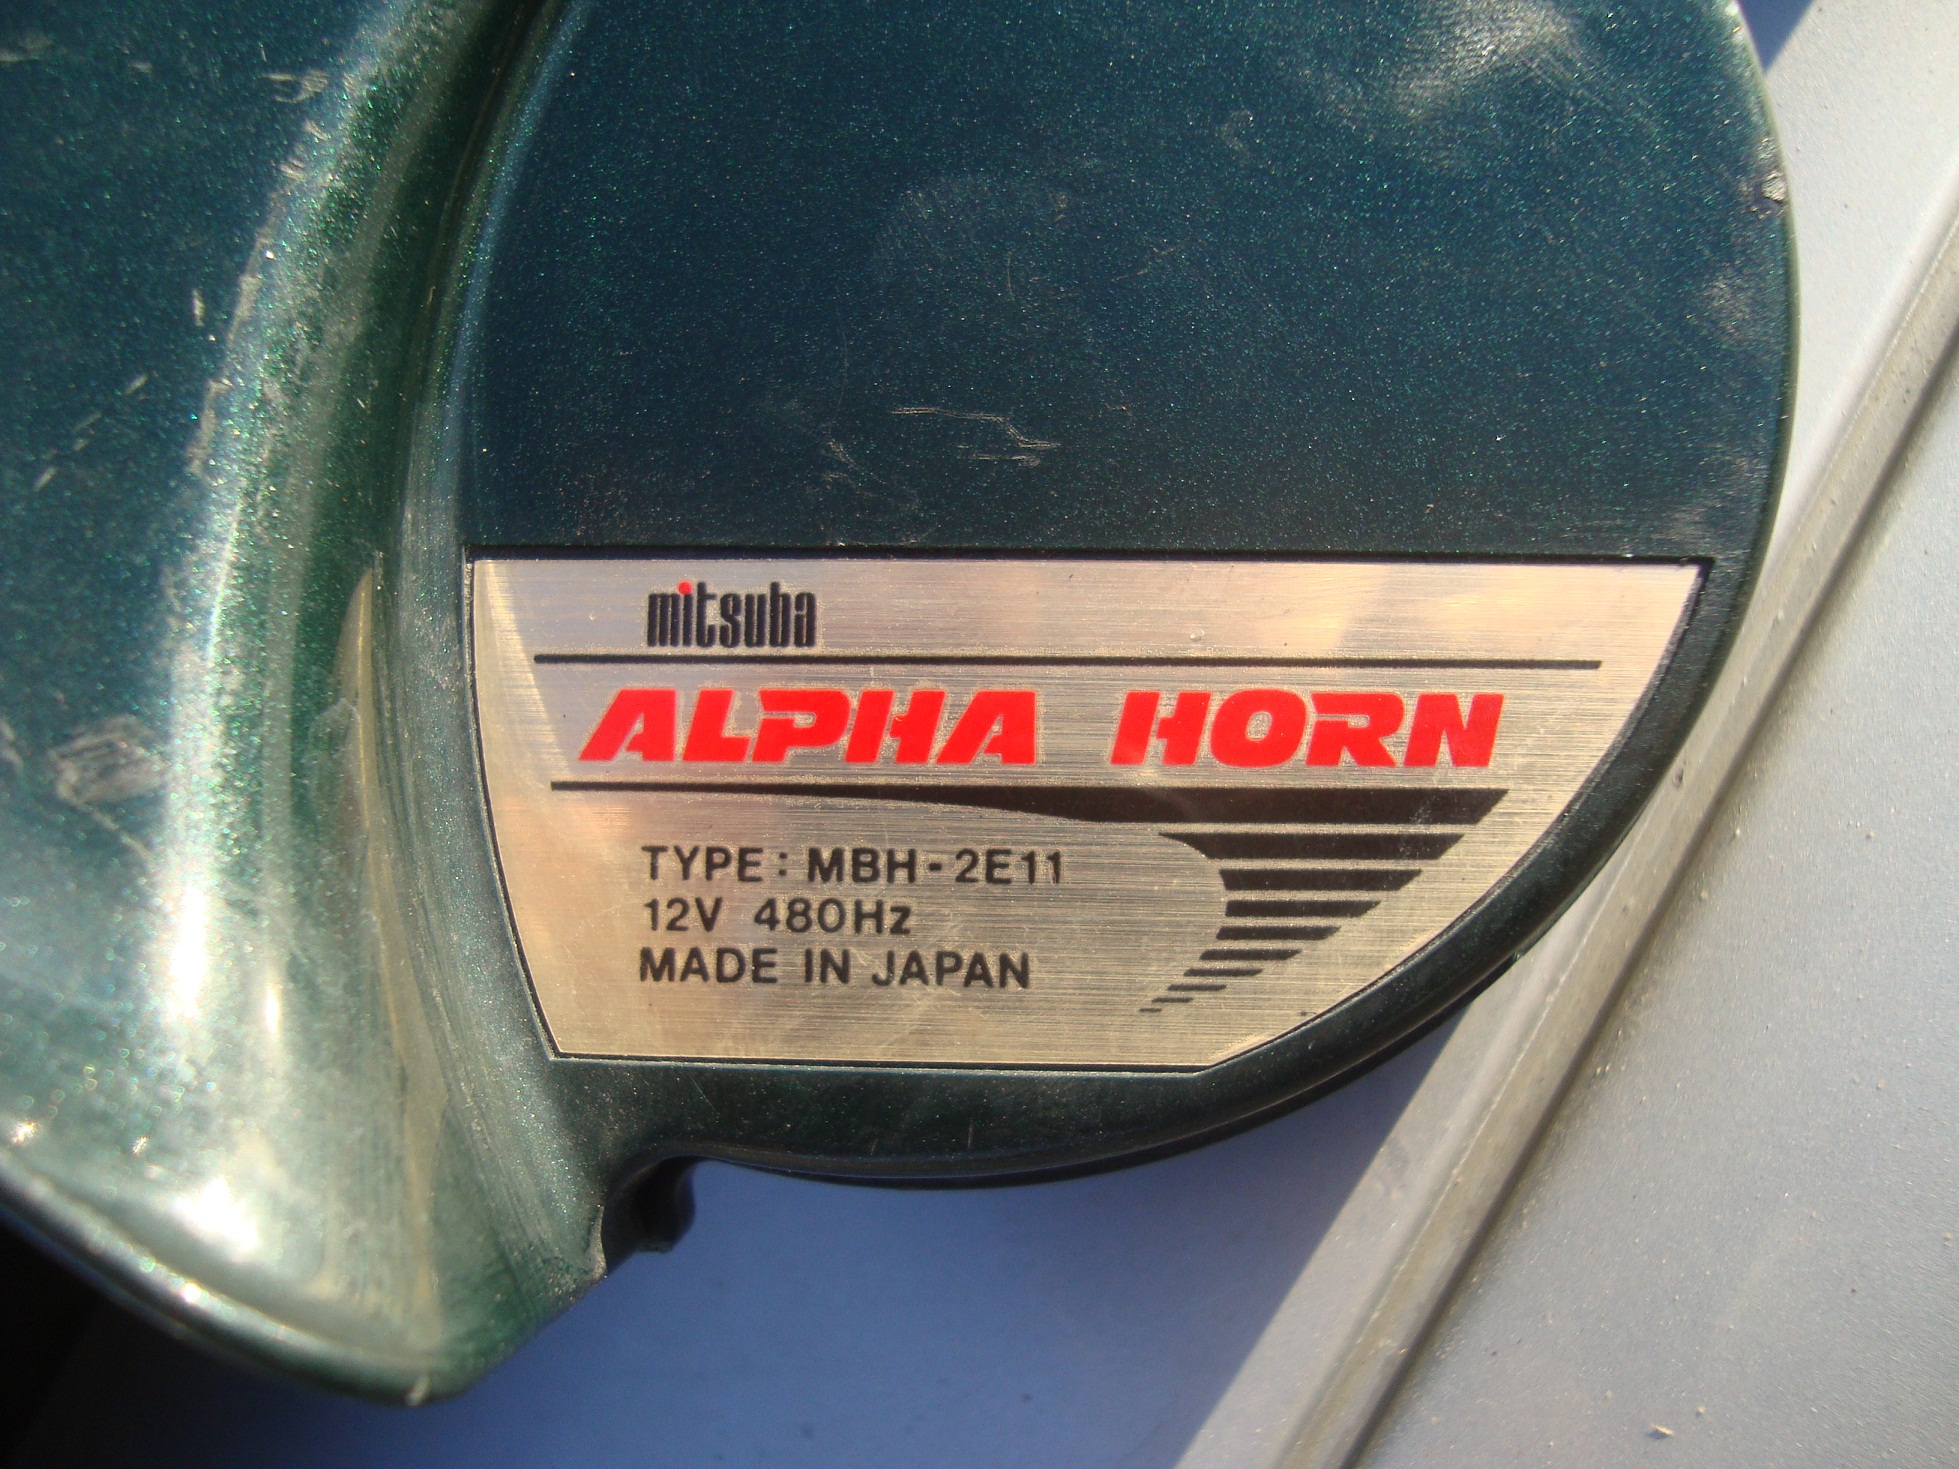 mitsuba
ALPHA HORN
TYPE: MBH-2E11
12V 480Hz
MADE IN JAPAN